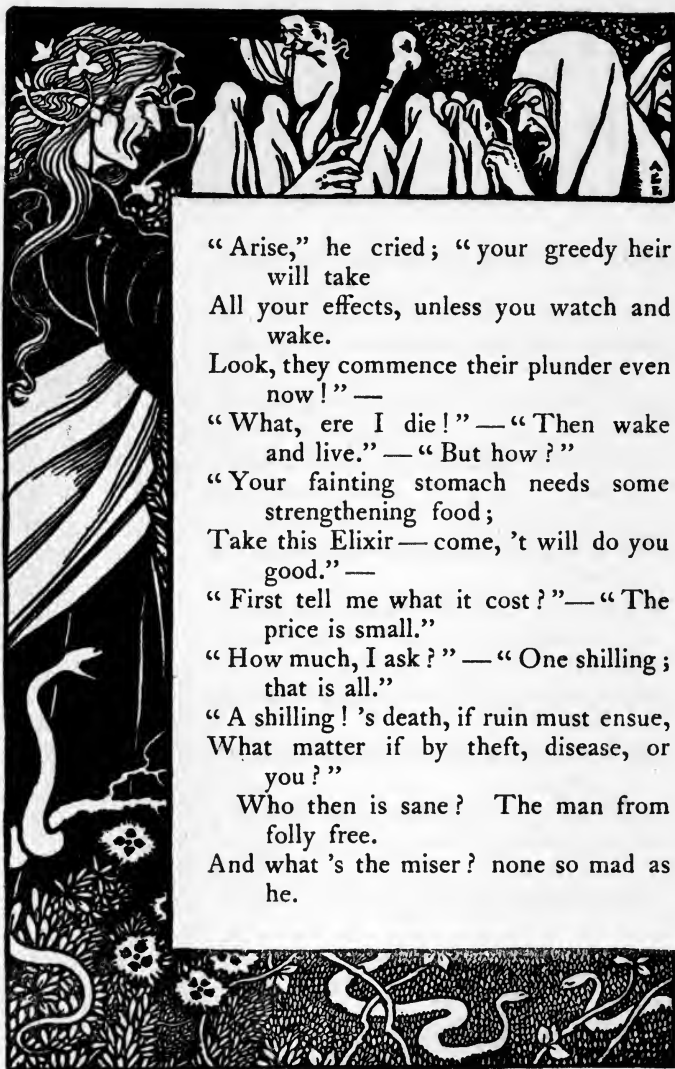 “ Arise,” he cried ; “ your greedy heir
will take
All your effects, unless you watch and
wake.
Look, they commence their plunder even
now ! ” —
“ What, ere I die ! ” — “ Then wake
and live.” — “ But how ? ”
“ Your fainting stomach needs some
strengthening food ;
Take this Elixir — come, ’t will do you
good.” —
“ First tell me what it cost ? ” — “ The
price is small.”
“ How much, I ask ? ” — “ One shilling ;
that is all.”
“ A shilling ! ’s death, if ruin must ensue,
What matter if by theft, disease, or
you ? ”
Who then is sane ? The man from
folly free.
And what ’s the miser ? none so mad as
he.